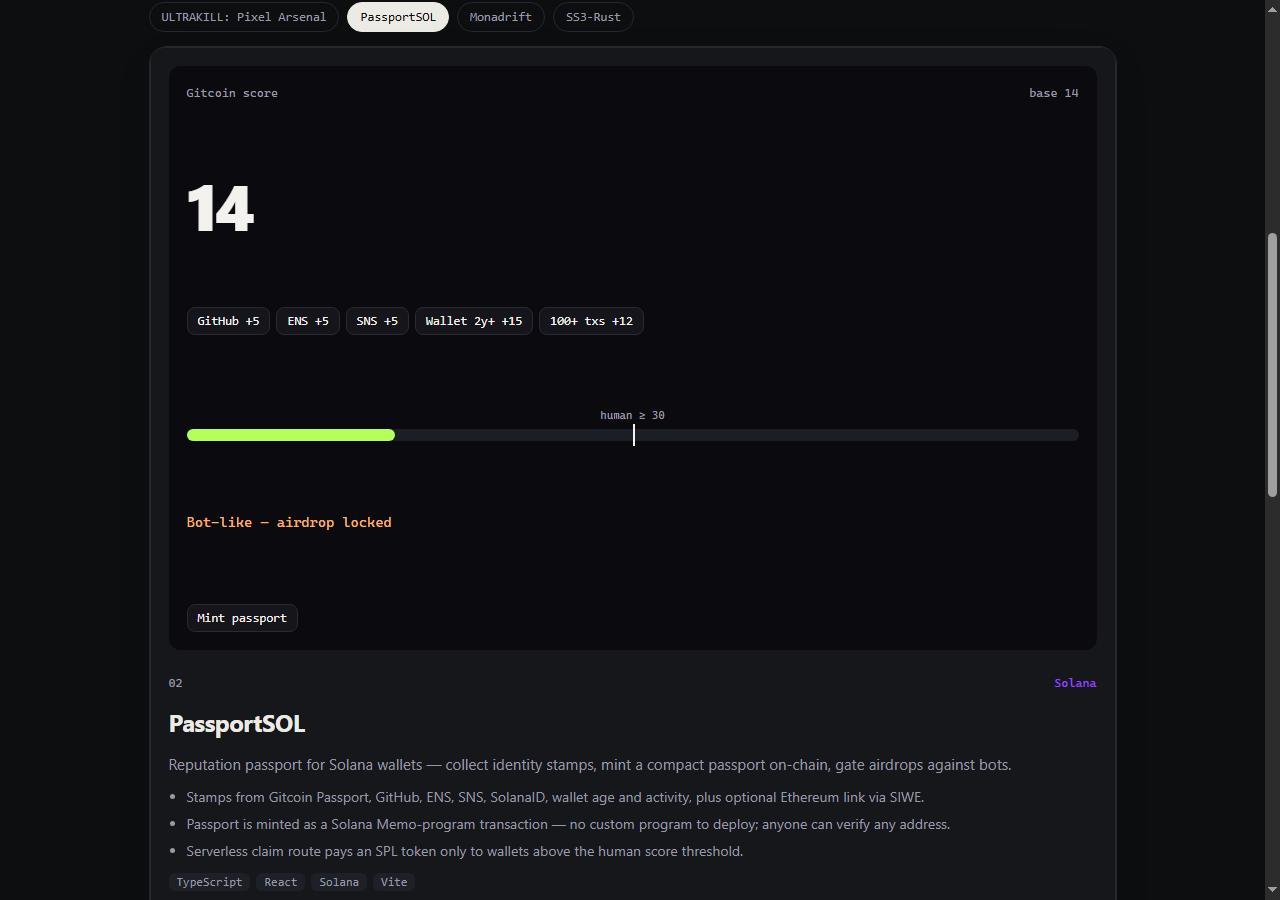 ULTRAKILL: Pixel Arsenal PassportSOL Monadrift SS3-Rust
Gitcoin score base 14
14
GitHub +5 ENS +5 SNS +5 Wallet 2y+ +15 100+ txs +12
human ≥ 30
Bot-like — airdrop locked
Mint passport
02 Solana
PassportSOL
Reputation passport for Solana wallets — collect identity stamps, mint a compact passport on-chain, gate airdrops against bots.
• Stamps from Gitcoin Passport, GitHub, ENS, SNS, SolanaID, wallet age and activity, plus optional Ethereum link via SIWE.
• Passport is minted as a Solana Memo-program transaction — no custom program to deploy; anyone can verify any address.
• Serverless claim route pays an SPL token only to wallets above the human score threshold.
TypeScript React Solana Vite